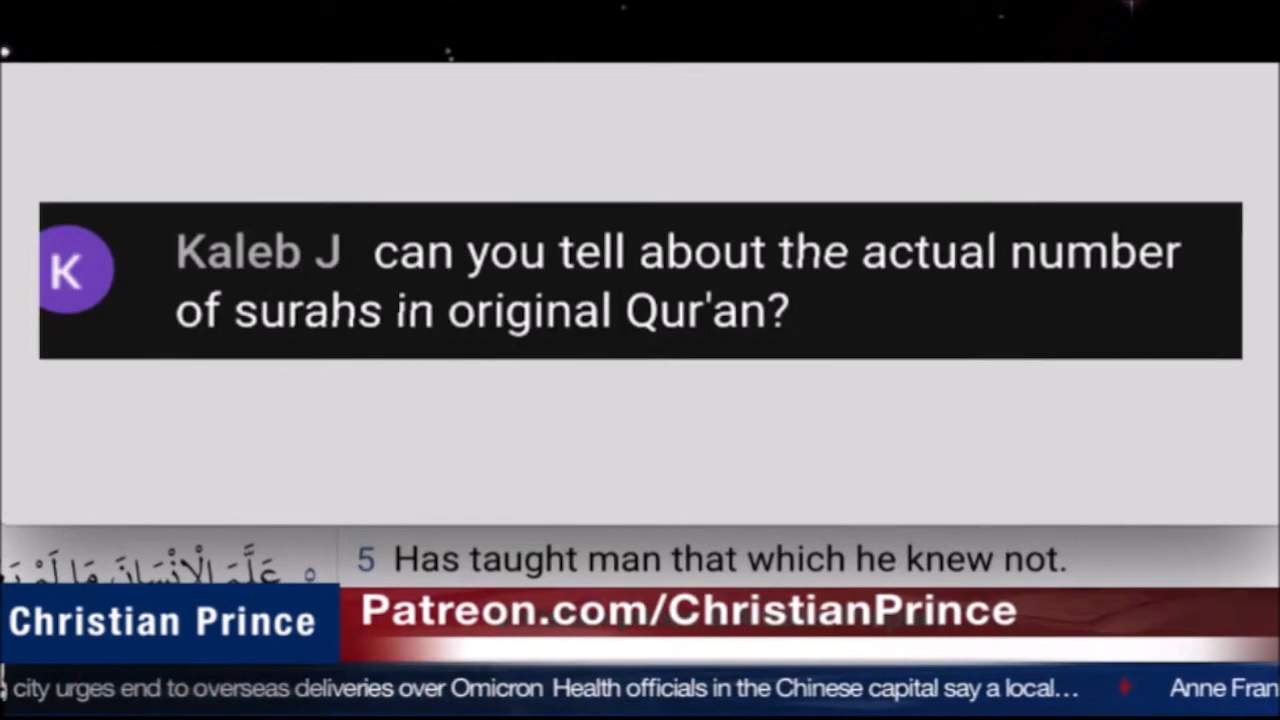 K
Kaleb J can you tell about the actual number
of surahs in original Qur'an?
عَلَّمَ الْاِنْسَانَ مَا لَمْ
5 Has taught man that which he knew not.
Christian Prince
Patreon.com/ChristianPrince
city urges end to overseas deliveries over Omicron Health officials in the Chinese capital say a local... Anne Fran